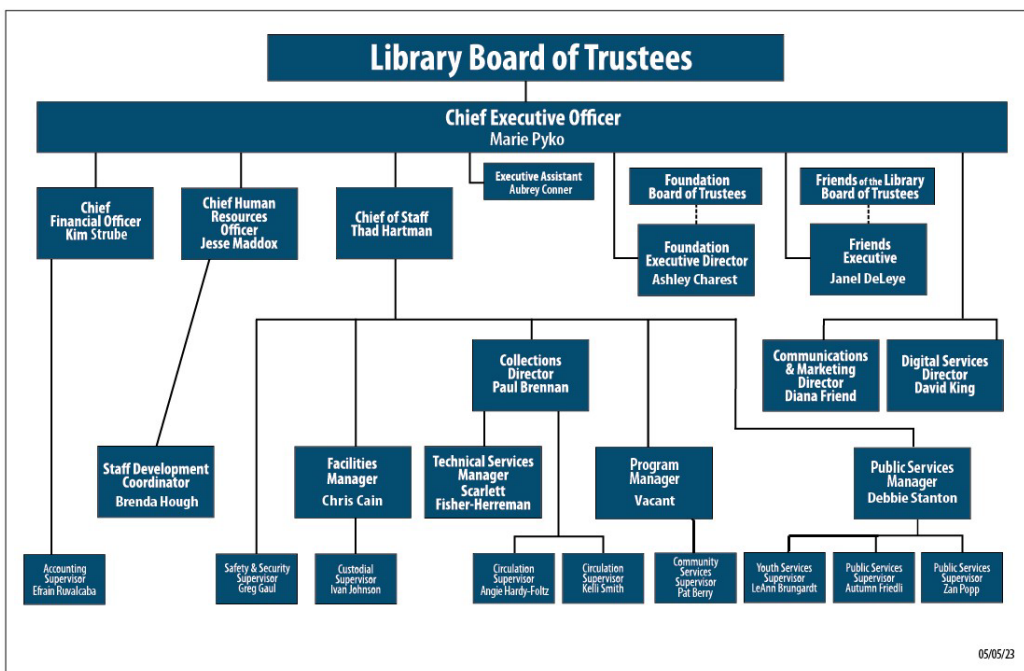 Library Board of Trustees
Chief Executive Officer
Marie Pyko
Chief
Financial Officer
Kim Strube
Chief Human
Resources
Officer
Jesse Maddox
Chief of Staff
Thad Hartman
Executive Assistant
Aubrey Conner
Foundation
Board of Trustees
Friends of the Library
Board of Trustees
Foundation
Executive Director
Ashley Charest
Friends
Executive
Janel DeLeye
Collections
Director
Paul Brennan
Communications
& Marketing
Director
Diana Friend
Digital Services
Director
David King
Staff Development
Coordinator
Brenda Hough
Facilities
Manager
Chris Cain
Technical Services
Manager
Scarlett
Fisher-Herreman
Program
Manager
Vacant
Public Services
Manager
Debbie Stanton
Accounting
Supervisor
Efrain Ruvalcaba
Safety & Security
Supervisor
Greg Gaul
Custodial
Supervisor
Ivan Johnson
Circulation
Supervisor
Angie Hardy-Foltz
Circulation
Supervisor
Kelli Smith
Community
Services
Supervisor
Pat Berry
Youth Services
Supervisor
LeAnn Brungardt
Public Services
Supervisor
Autumn Friedli
Public Services
Supervisor
Zan Popp
05/05/23